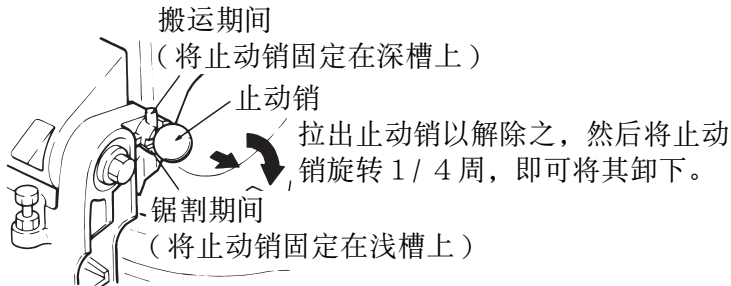 搬运期间
（将止动销固定在深槽上）
止动销
拉出止动销以解除之，然后将止动
销旋转 1 / 4 周，即可将其卸下。
锯割期间
（将止动销固定在浅槽上）